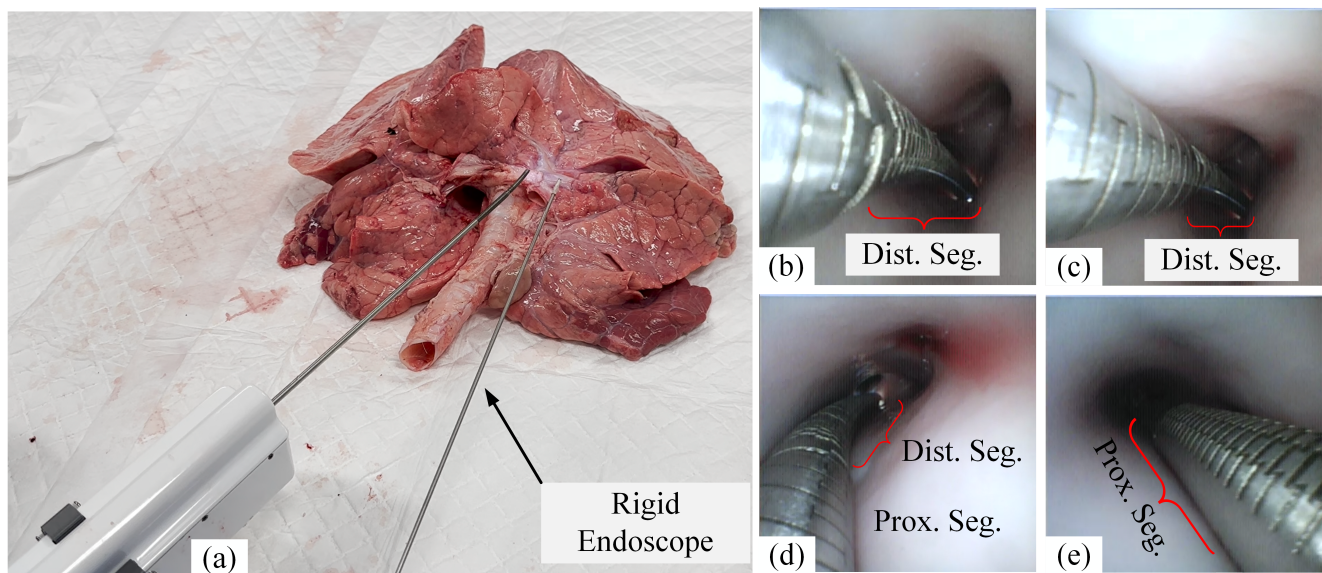 Rigid
Endoscope
(a)
Dist. Seg.
(b)
Dist. Seg.
(c)
Dist. Seg.
Prox. Seg.
(d)
Prox. Seg.
(e)